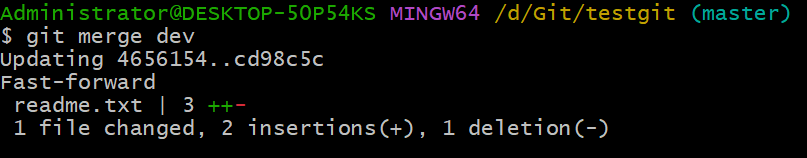 Administrator@DESKTOP-5OP54KS MINGW64 /d/Git/testgit (master)
$ git merge dev
Updating 4656154..cd98c5c
Fast-forward
 readme.txt | 3 ++-
 1 file changed, 2 insertions(+), 1 deletion(-)